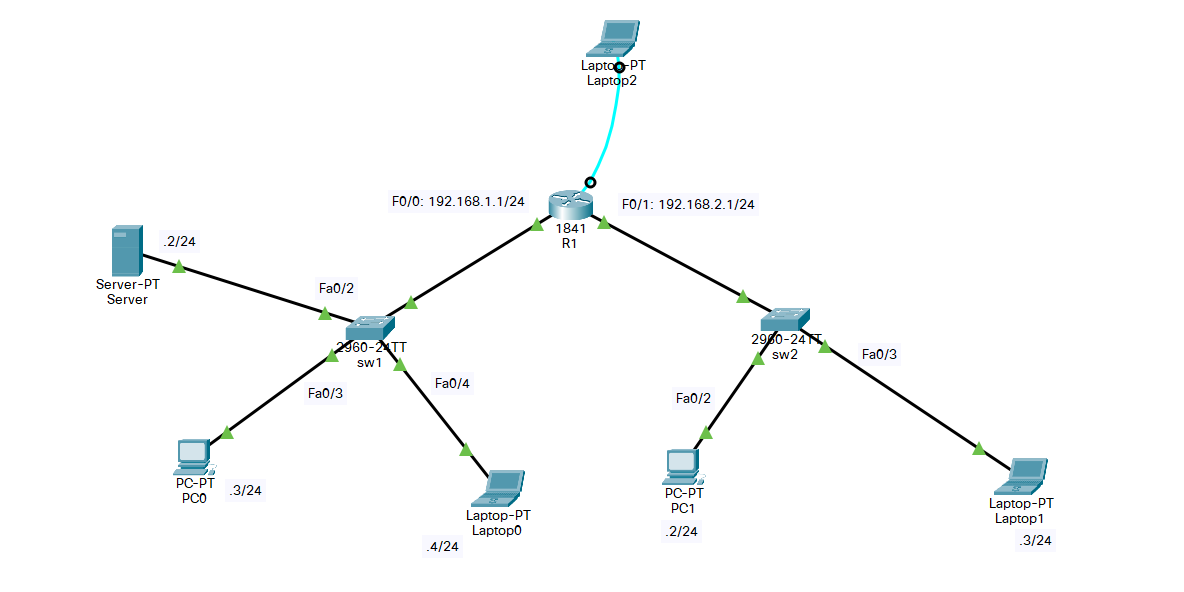 Laptop-PT
Laptop2
F0/0: 192.168.1.1/24
F0/1: 192.168.2.1/24
1841
R1
.2/24
Server-PT
Server
Fa0/2
2960-24TT
sw1
2960-24TT
sw2
Fa0/3
Fa0/3
Fa0/4
Fa0/2
PC-PT
PC0
.3/24
Laptop-PT
Laptop0
.4/24
PC-PT
PC1
.2/24
Laptop-PT
Laptop1
.3/24